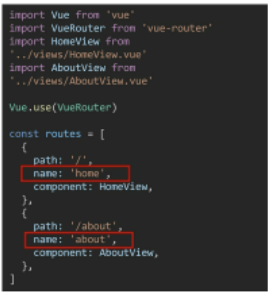 import Vue from 'vue'
import VueRouter from 'vue-router'
import HomeView from
'../views/HomeView.vue'
import AboutView from
'../views/AboutView.vue'
Vue.use(VueRouter)
const routes = [
{
path: '/',
name: 'home',
component: HomeView,
},
{
path: '/about',
name: 'about',
component: AboutView,
},
]